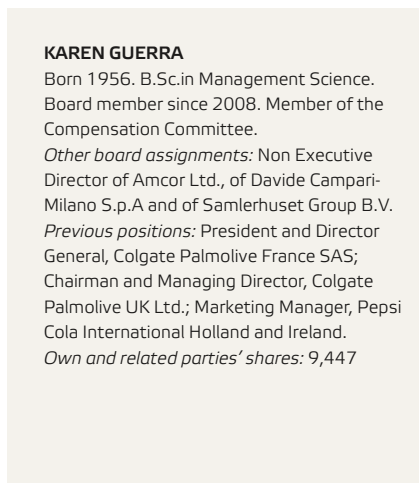 KAREN GUERRA
Born 1956. B.Sc.in Management Science.
Board member since 2008. Member of the
Compensation Committee.
Other board assignments: Non Executive
Director of Amcor Ltd., of Davide Campari-
Milano S.p.A and of Samlerhuset Group B.V.
Previous positions: President and Director
General, Colgate Palmolive France SAS;
Chairman and Managing Director, Colgate
Palmolive UK Ltd.; Marketing Manager, Pepsi
Cola International Holland and Ireland.
Own and related parties’ shares: 9,447